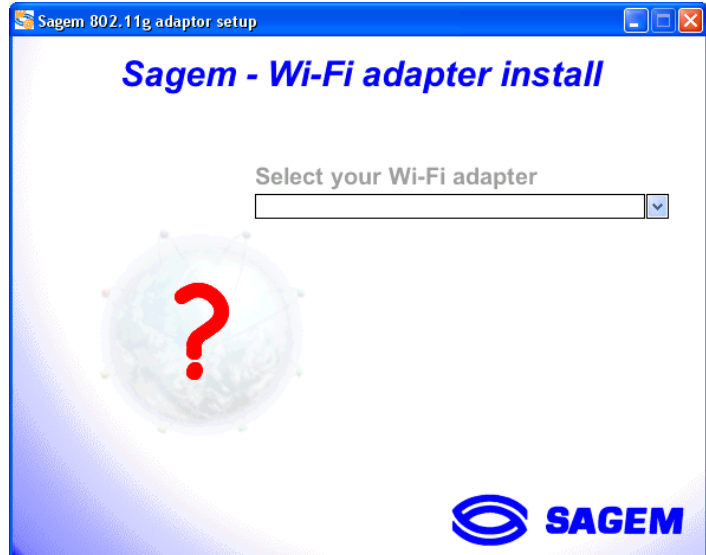 Sagem 802.11g adaptor setup
Sagem - Wi-Fi adapter install
Select your Wi-Fi adapter
?
SAGEM